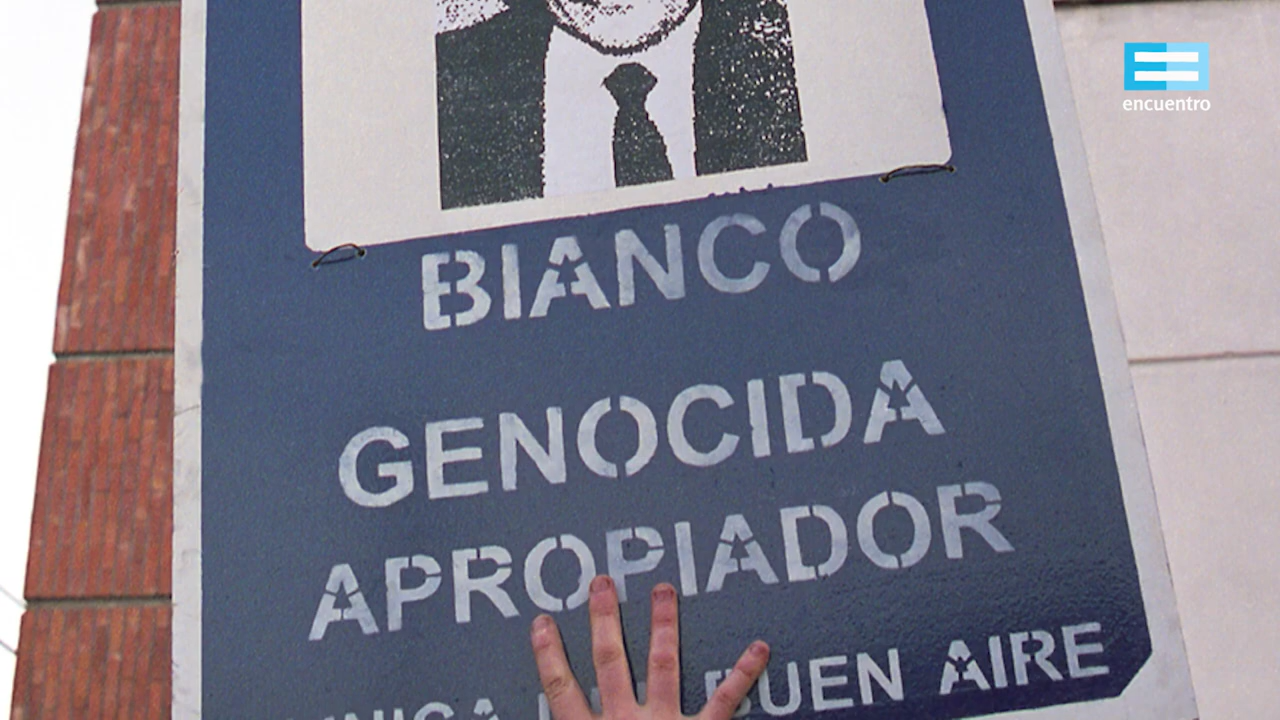 encuentro
BIANCO
GENOCIDA
APROPIADOR
BUEN AIRE